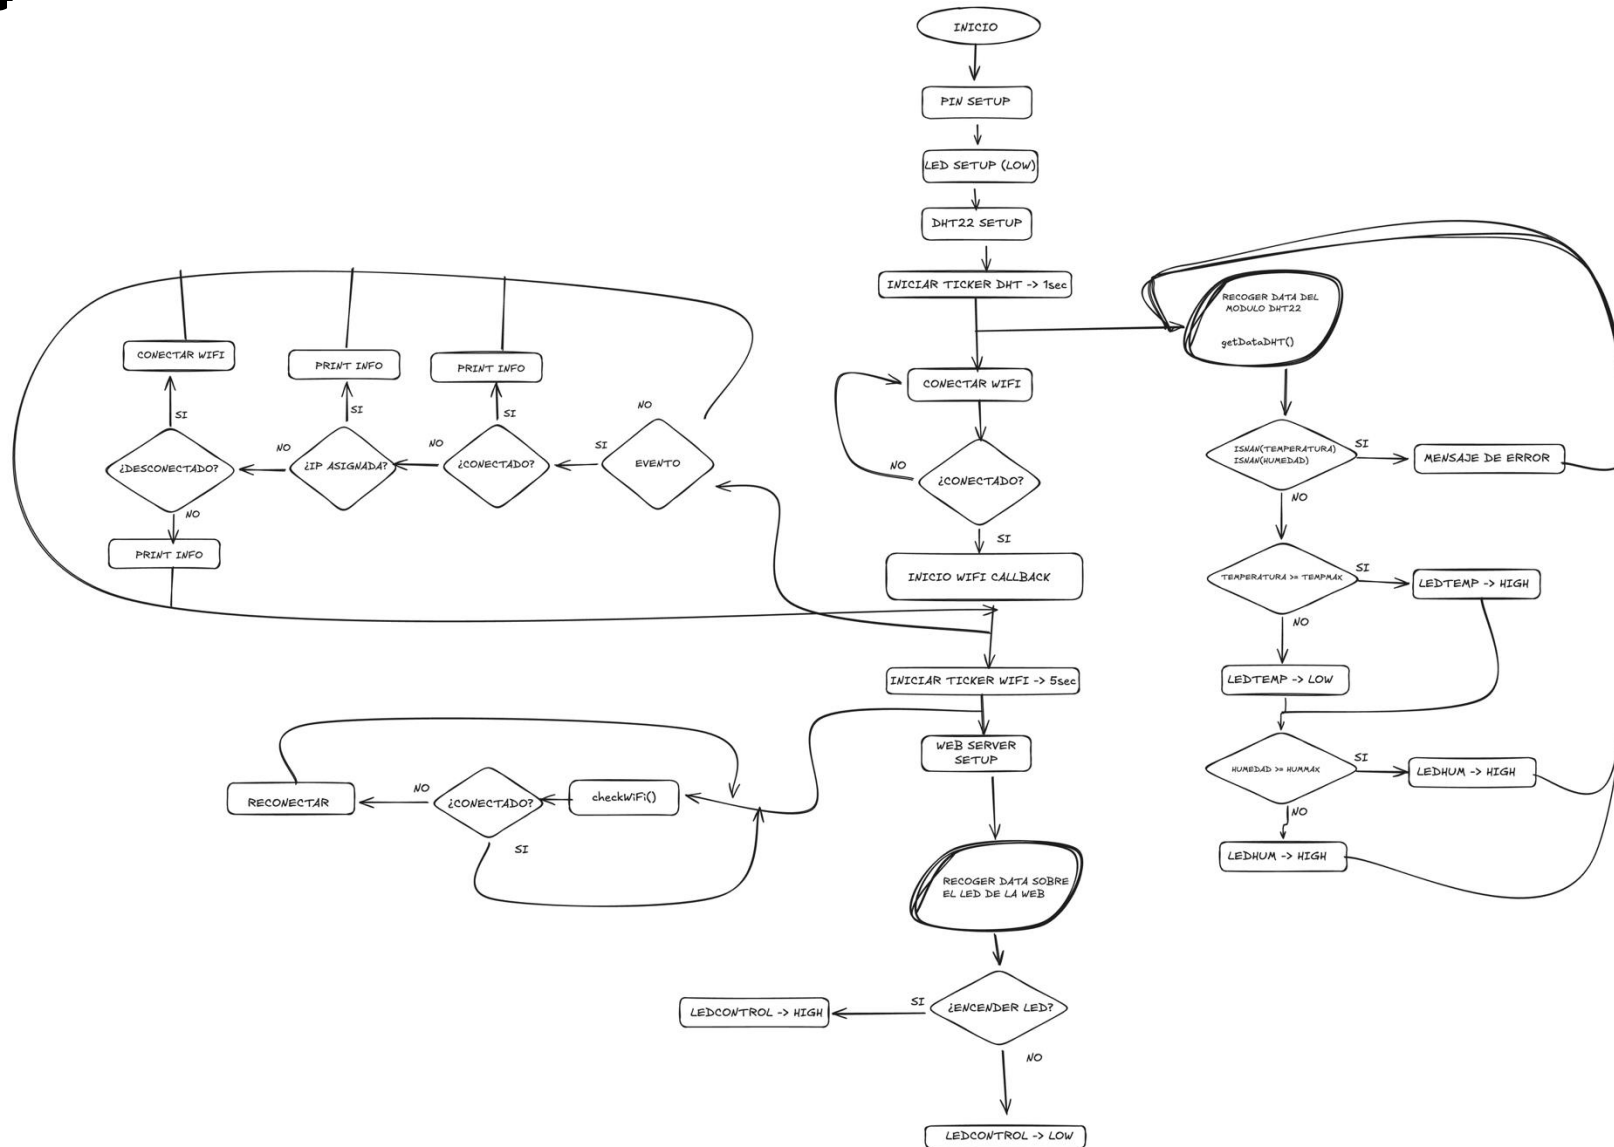 INICIO
PIN SETUP
LED SETUP (LOW)
DHT22 SETUP
INICIAR TICKER DHT -> 1sec
RECOGER DATA DEL
MODULO DHT22
getDataDHT()
CONECTAR WIFI
PRINT INFO
PRINT INFO
CONECTAR WIFI
SI
SI
SI
NO
¿DESCONECTADO?
NO
¿IP ASIGNADA?
NO
¿CONECTADO?
SI
EVENTO
NO
PRINT INFO
NO
¿CONECTADO?
SI
INICIO WIFI CALLBACK
ISNAN(TEMPERATURA)
ISNAN(HUMEDAD)
SI
MENSAJE DE ERROR
NO
TEMPERATURA >= TEMPMAX
SI
LEDTEMP -> HIGH
NO
LEDTEMP -> LOW
HUMEDAD >= HUMMAX
SI
LEDHUM -> HIGH
NO
LEDHUM -> HIGH
INICIAR TICKER WIFI -> 5sec
WEB SERVER
SETUP
RECONECTAR
NO
¿CONECTADO?
checkWiFi()
SI
RECOGER DATA SOBRE
EL LED DE LA WEB
LEDCONTROL -> HIGH
SI
¿ENCENDER LED?
NO
LEDCONTROL -> LOW